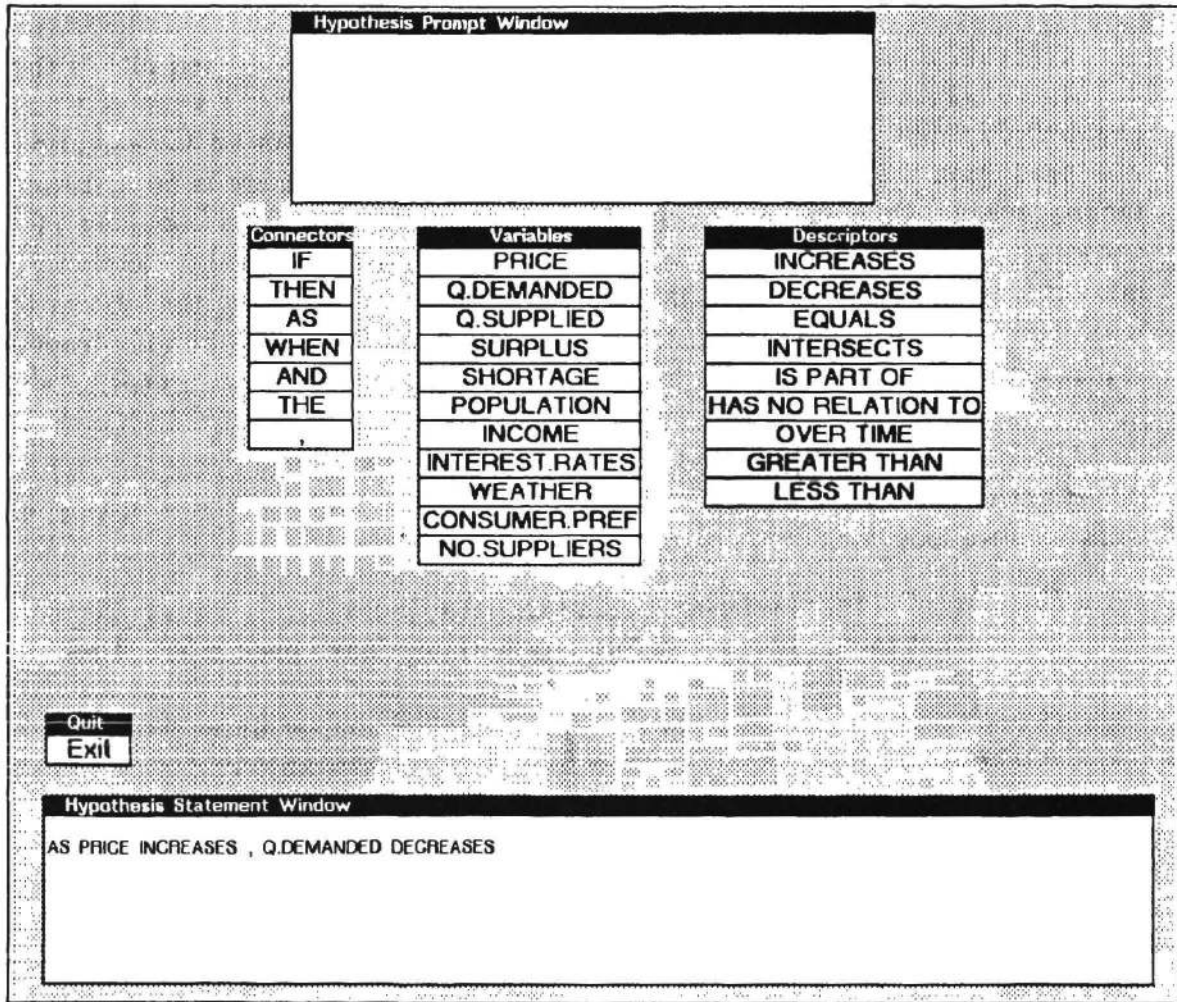 Hypothesis Prompt Window
Connectors
IF
THEN
AS
WHEN
AND
THE
,
Variables
PRICE
Q.DEMANDED
Q.SUPPLIED
SURPLUS
SHORTAGE
POPULATION
INCOME
INTEREST.RATES
WEATHER
CONSUMER.PREF
NO.SUPPLIERS
Descriptors
INCREASES
DECREASES
EQUALS
INTERSECTS
IS PART OF
HAS NO RELATION TO
OVER TIME
GREATER THAN
LESS THAN
Quit
Exit
Hypothesis Statement Window
AS PRICE INCREASES , Q.DEMANDED DECREASES